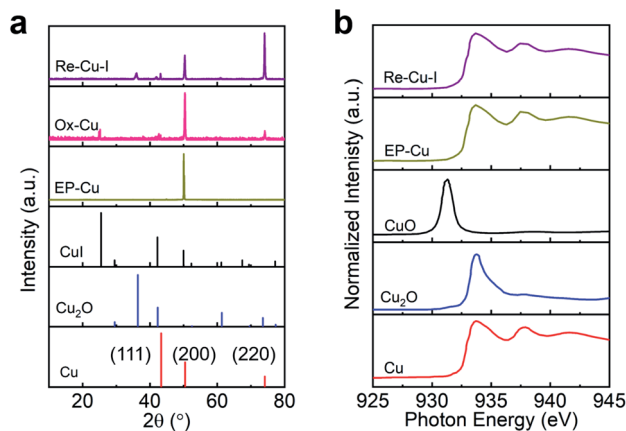 a
Intensity (a.u.)
Re-Cu-I
Ox-Cu
EP-Cu
CuI
Cu₂O
(111) (200) (220)
Cu
20 40 60 80
2θ (°)
b
Normalized Intenisty (a.u.)
Re-Cu-I
EP-Cu
CuO
Cu₂O
Cu
925 930 935 940 945
Photon Energy (eV)